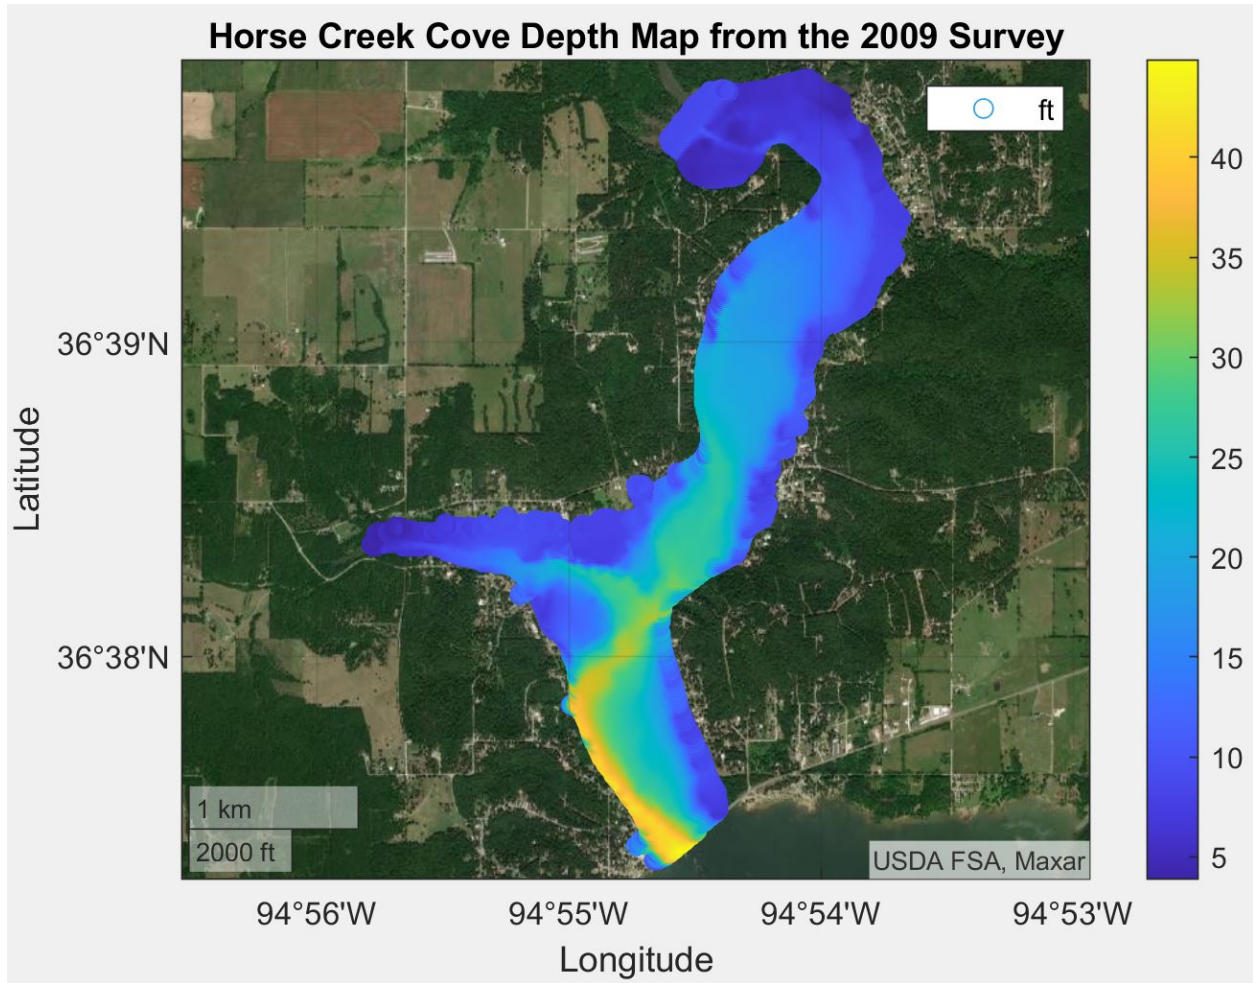 Horse Creek Cove Depth Map from the 2009 Survey
ft
40
35
30
25
20
15
10
5
36°39'N
36°38'N
Latitude
1 km
2000 ft
USDA FSA, Maxar
94°56'W
94°55'W
94°54'W
94°53'W
Longitude